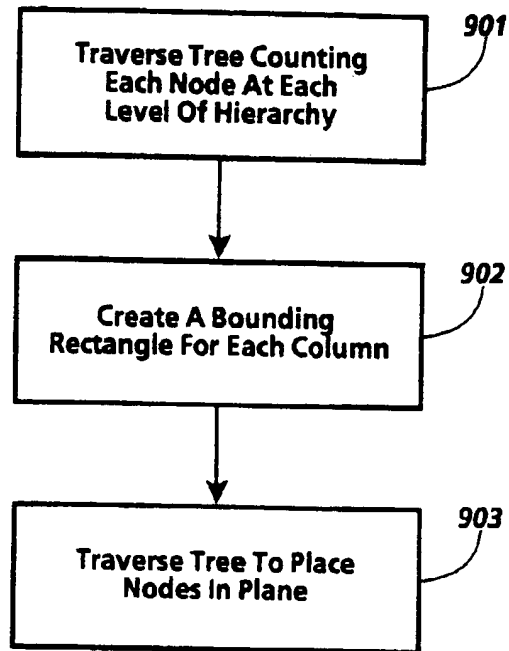 901
Traverse Tree Counting
Each Node At Each
Level Of Hierarchy
902
Create A Bounding
Rectangle For Each Column
903
Traverse Tree To Place
Nodes In Plane